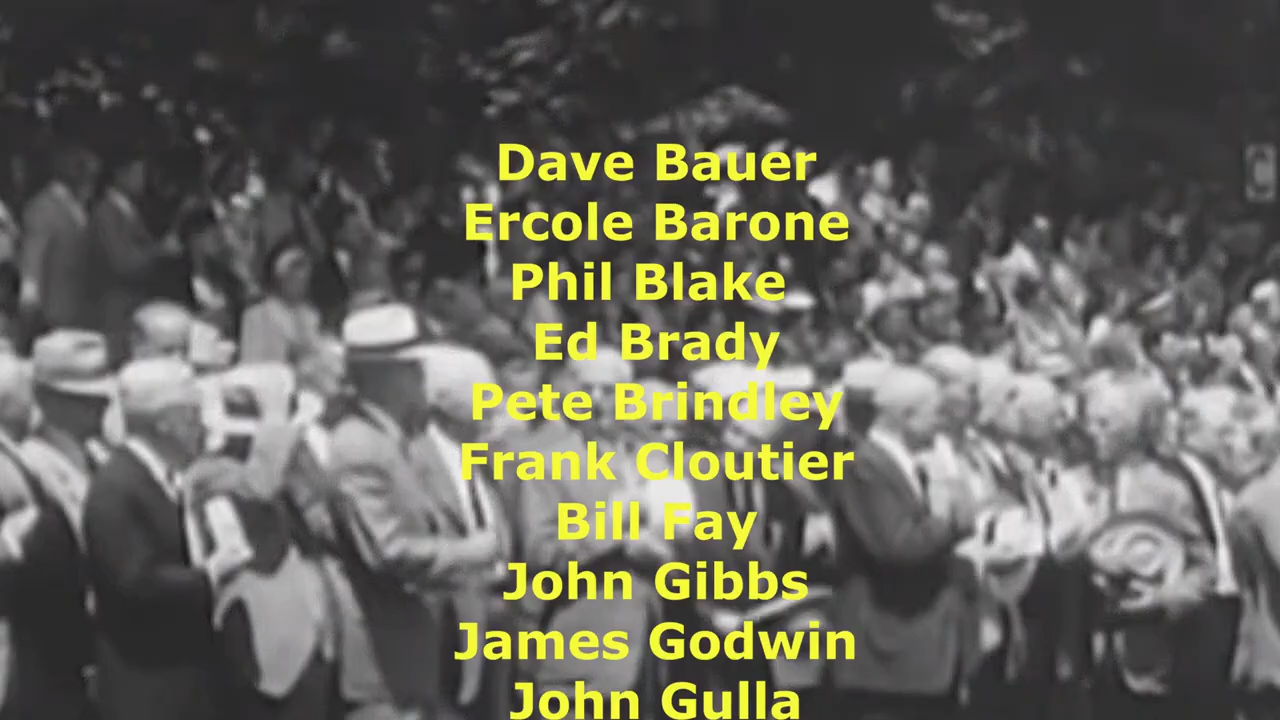 Dave Bauer
Ercole Barone
Phil Blake
Ed Brady
Pete Brindley
Frank Cloutier
Bill Fay
John Gibbs
James Godwin
John Gulla